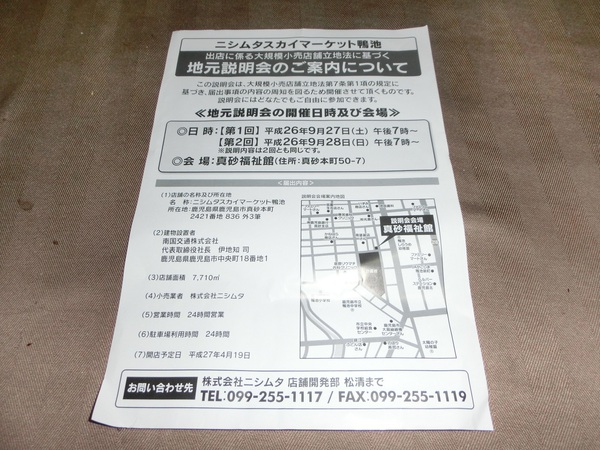 ニシムタスカイマーケット鴨池
出店に係る大規模小売店舗立地法に基づく
地元説明会のご案内について
この説明会は、大規模小売店舗立地法第7条第1項の規定に
基づき、届出事項の内容の周知を図るため開催させて頂くものです。
説明会にはどなたでもご自由に参加できます。
≪地元説明会の開催日時及び会場≫
◎日 時:【第1回】平成26年9月27日(土)午後7時~
【第2回】平成26年9月28日(日)午後7時~
※説明内容は2回とも同じです。
◎会 場:真砂福祉館(住所:真砂本町50-7)
<届出内容>
(1)店舗の名称及び所在地
名 称:ニシムタスカイマーケット鴨池
所在地:鹿児島県鹿児島市真砂本町
2421番地 836 外3筆
(2)建物設置者
南国交通株式会社
代表取締役社長 伊地知 司
鹿児島県鹿児島市中央町18番地1
(3)店舗面積 7,710㎡
(4)小売業者 株式会社ニシムタ
(5)営業時間 24時間営業
(6)駐車場利用時間 24時間
(7)開店予定日 平成27年4月19日
説明会会場案内地図
説明会会場
真砂福祉館
お問い合わせ先
株式会社ニシムタ 店舗開発部 松清まで
TEL:099-255-1117 / FAX:099-255-1119